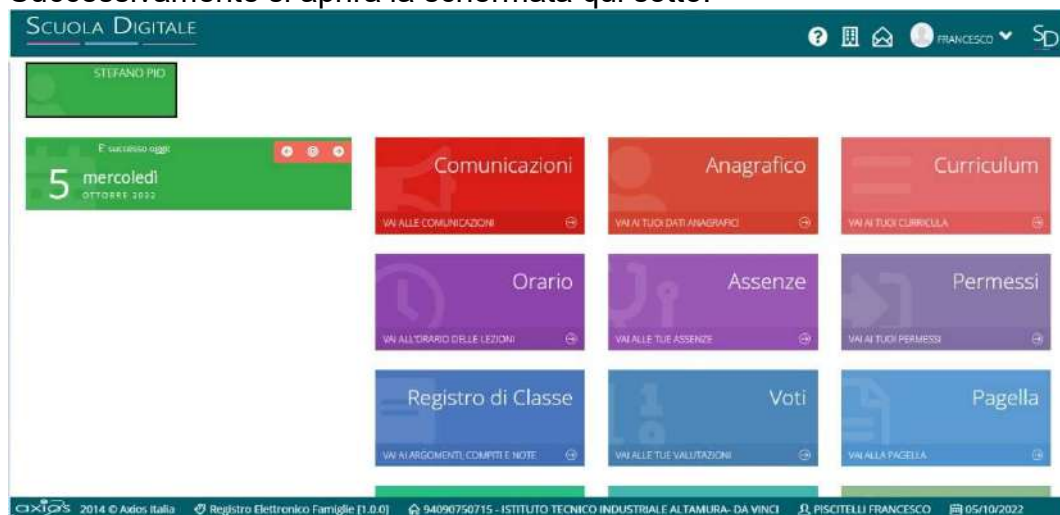 Successivamente si aprirà la schermata qui sotto:
SCUOLA DIGITALE
FRANCESCO
SD
STEFANO PIO
E' successo oggi:
5 mercoledì
OTTOBRE 2022
Comunicazioni
VAI ALLE COMUNICAZIONI
Anagrafico
VAI AI TUOI DATI ANAGRAFICI
Curriculum
VAI AI TUOI CURRICULA
Orario
VAI ALL'ORARIO DELLE LEZIONI
Assenze
VAI ALLE TUE ASSENZE
Permessi
VAI AI TUOI PERMESSI
Registro di Classe
VAI AI ARGOMENTI, COMPITI E NOTE
Voti
VAI ALLE TUE VALUTAZIONI
Pagella
VAI ALLA PAGELLA
axios 2014 © Axios Italia Registro Elettronico Famiglie [1.0.0] 94090750715 - ISTITUTO TECNICO INDUSTRIALE ALTAMURA- DA VINCI PISCITELLI FRANCESCO 05/10/2022